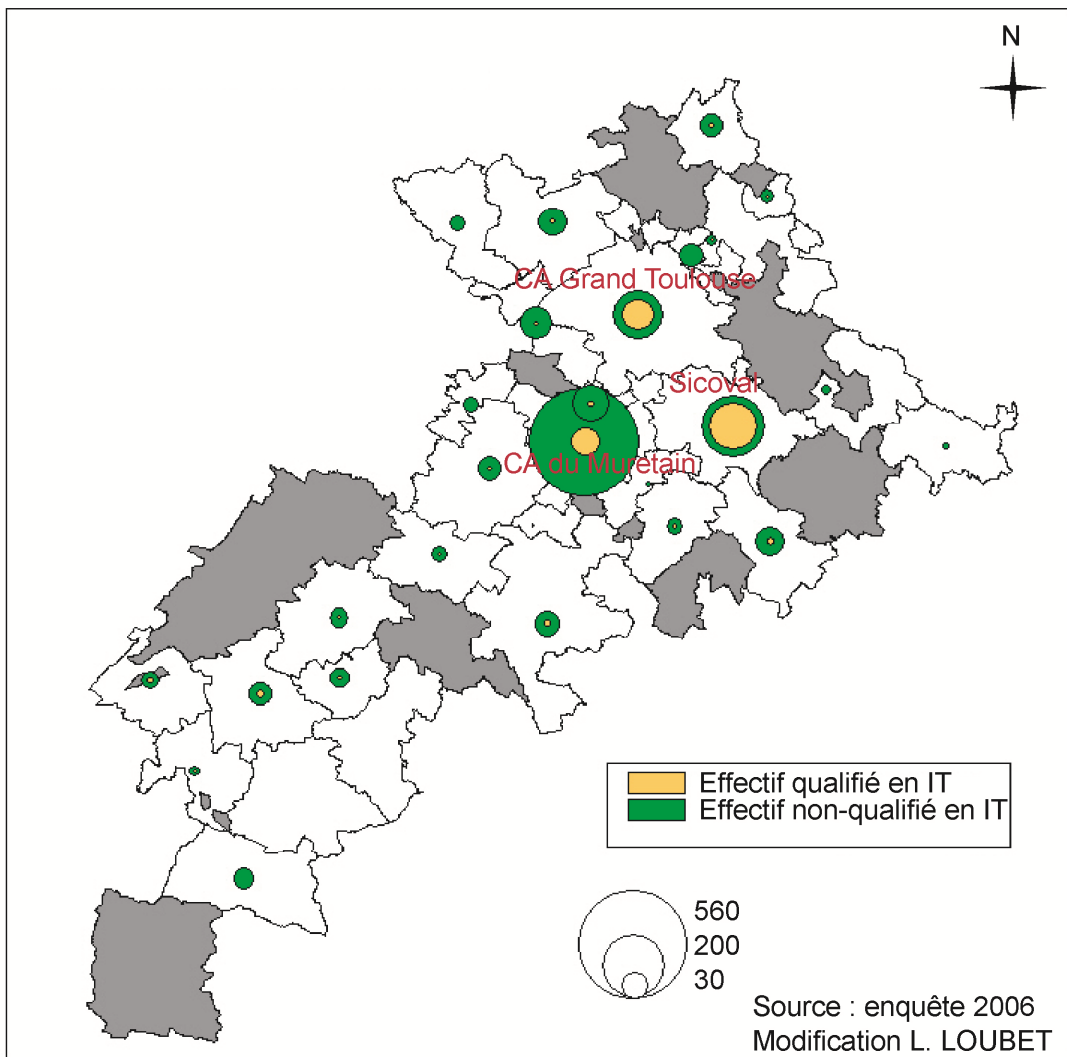 N
CA Grand Toulouse
Sicoval
CA du Muretain
Effectif qualifié en IT
Effectif non-qualifié en IT
560
200
30
Source : enquête 2006
Modification L. LOUBET